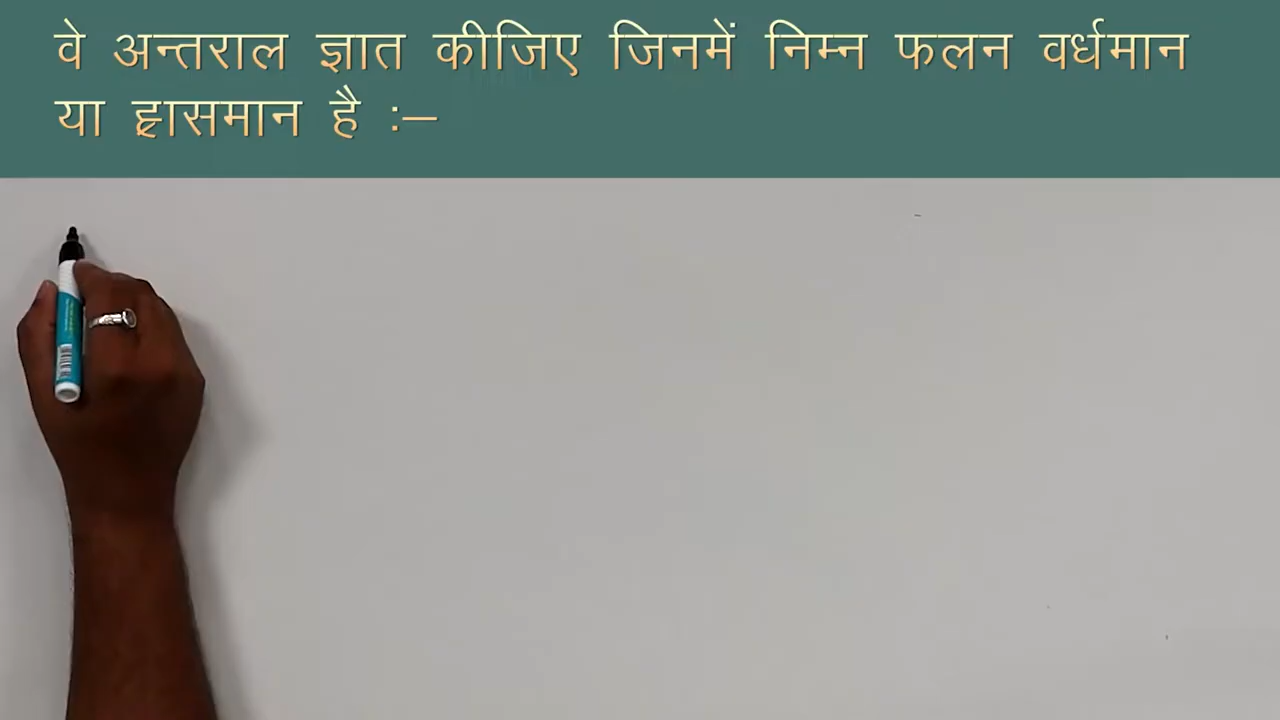 वे अन्तराल ज्ञात कीजिए जिनमें निम्न फलन वर्धमान
या ह्रासमान है :–